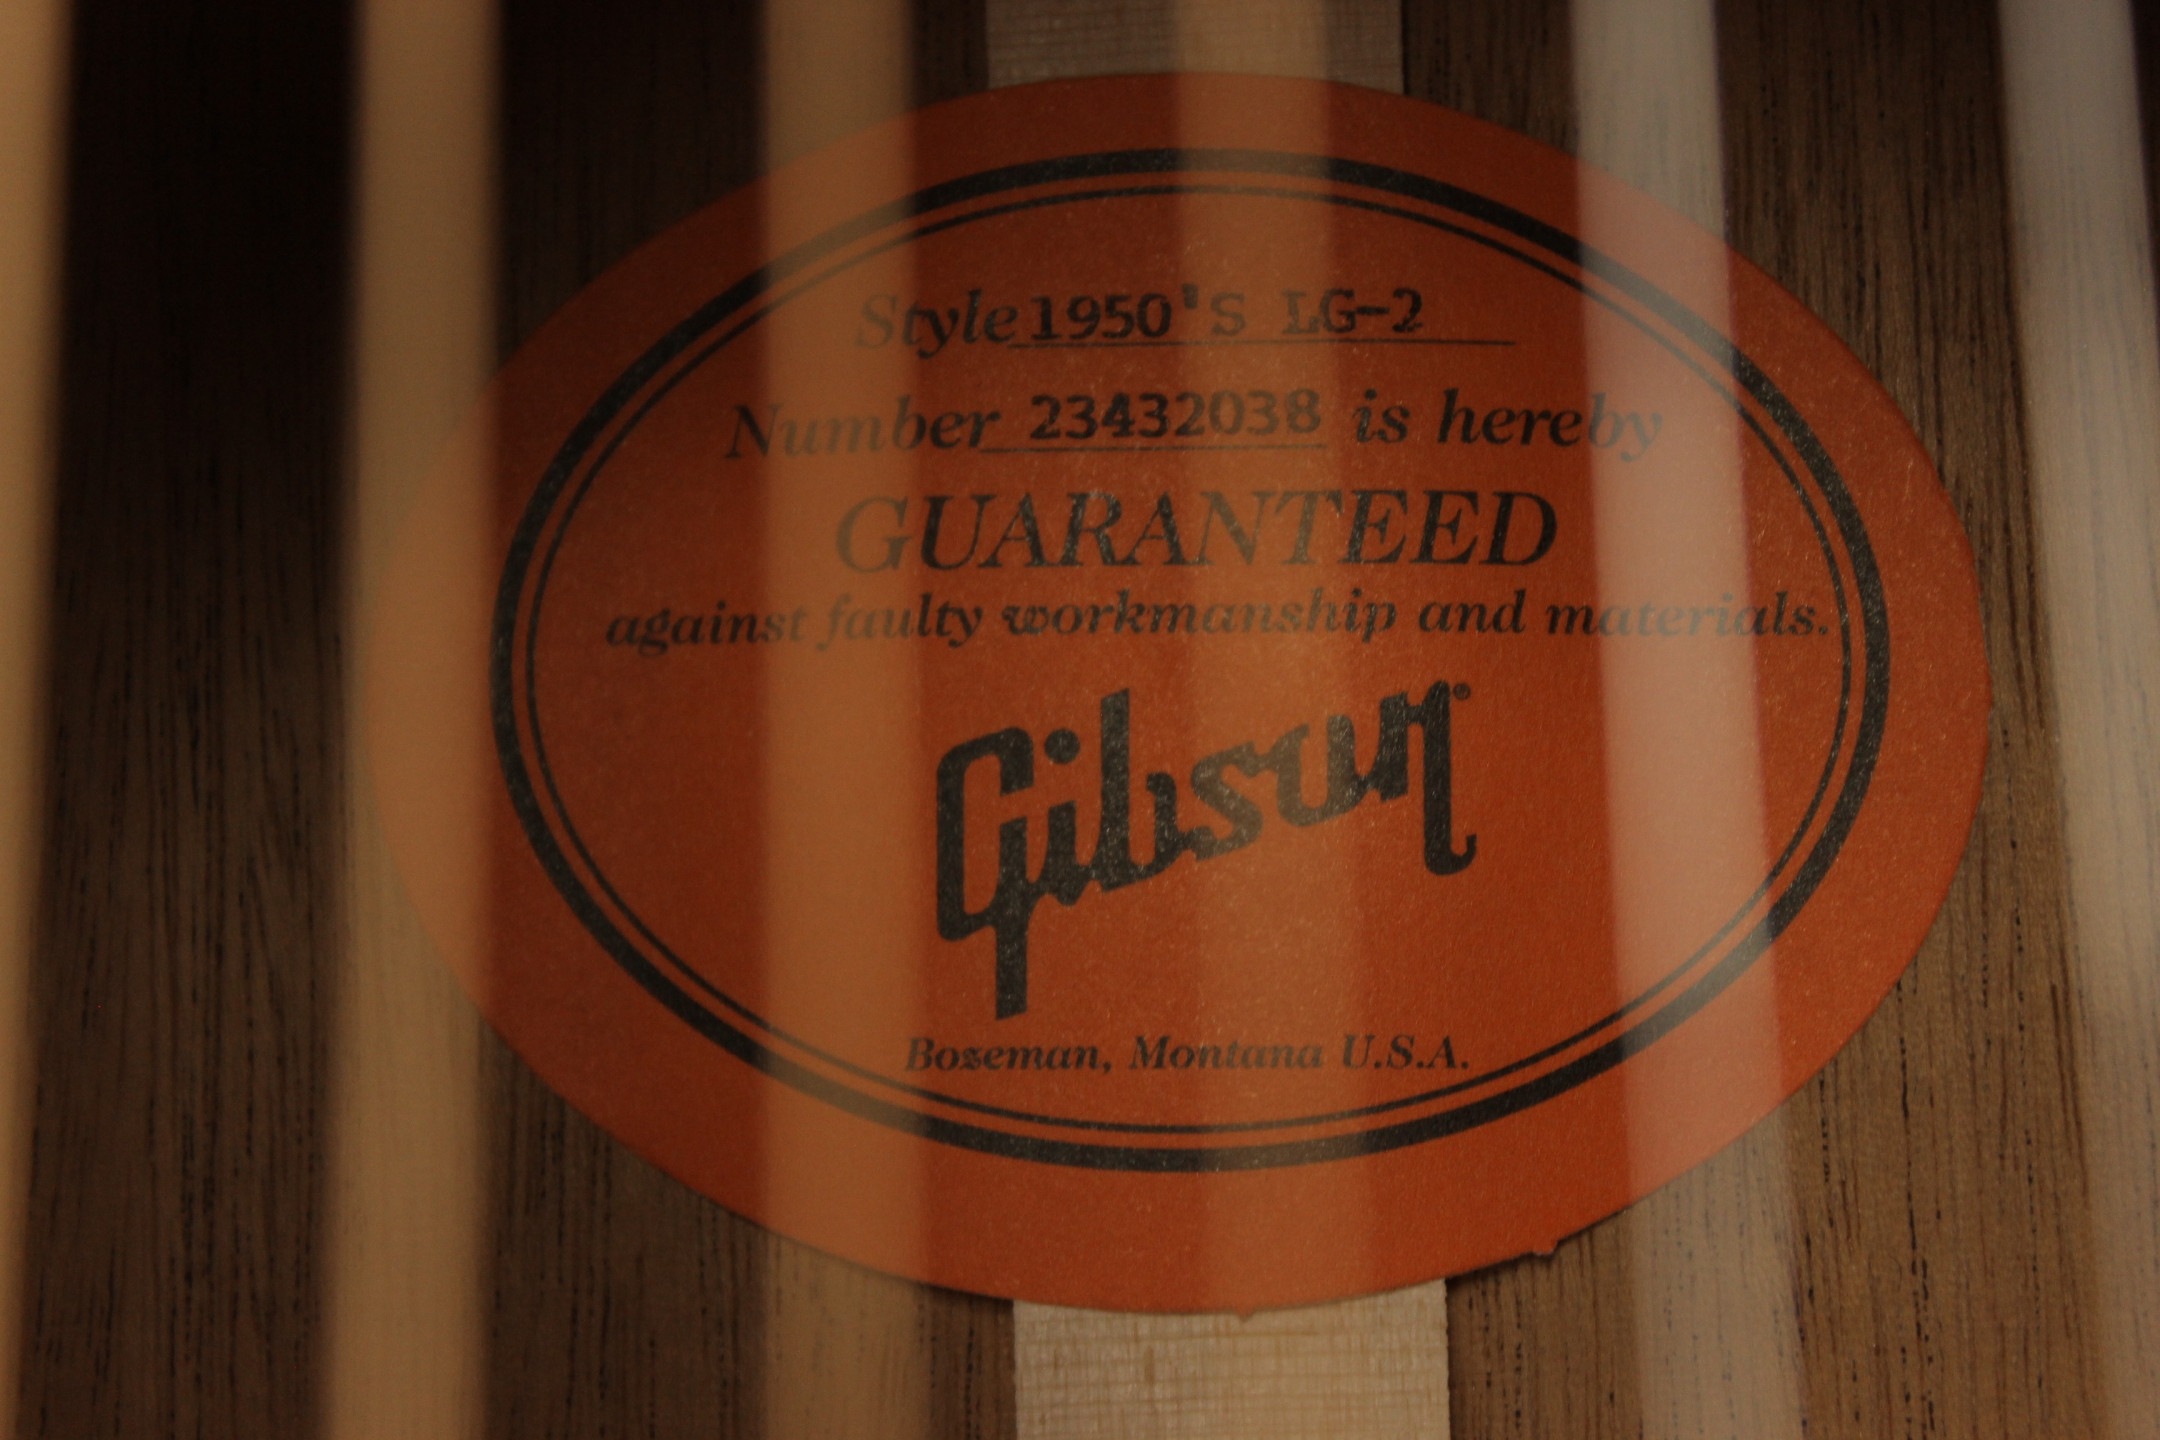 Style 1950'S LG-2
Number 23432038 is hereby
GUARANTEED
against faulty workmanship and materials.
Gibson®
Bozeman, Montana U.S.A.